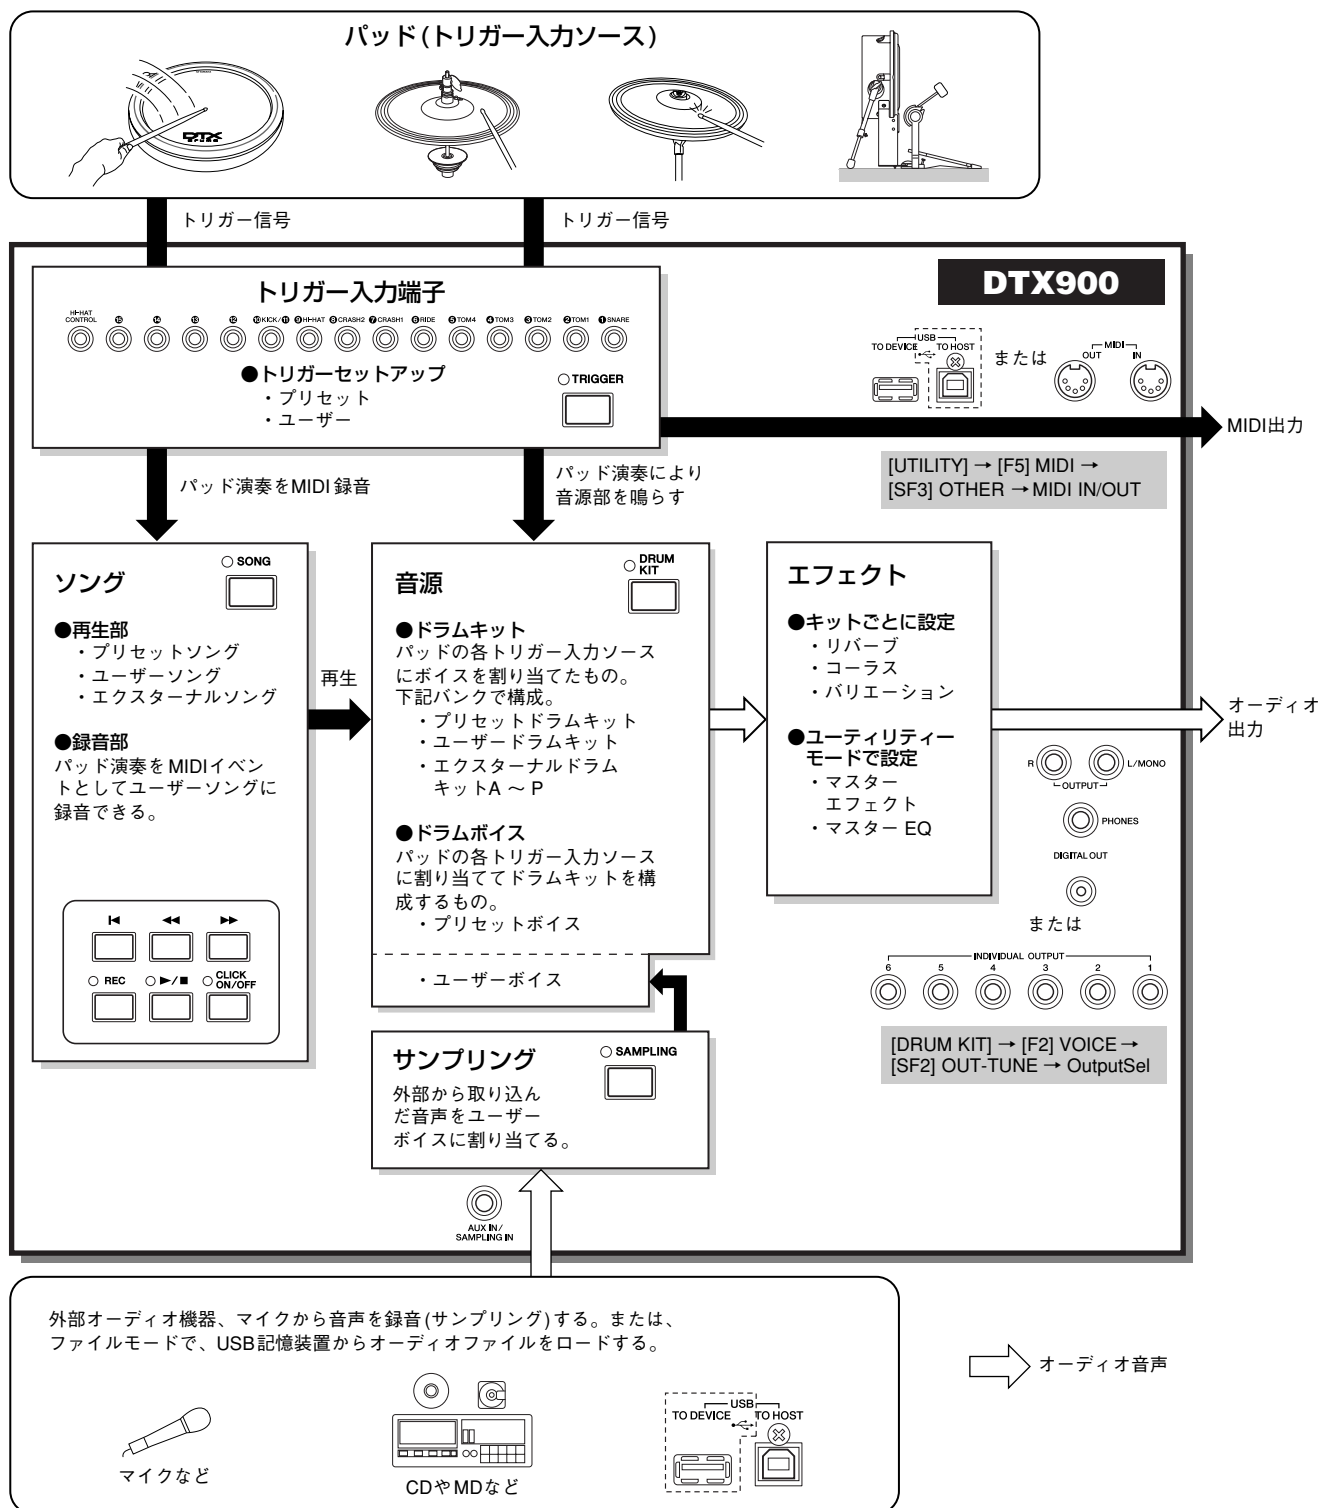 パッド(トリガー入力ソース)
DTX
トリガー信号
トリガー信号
DTX900
トリガー入力端子
HI-HAT CONTROL
⓯
⓮
⓭
⓬
❿KICK/⓫
❾HI-HAT
❽CRASH2
❼CRASH1
❻RIDE
❺TOM4
❹TOM3
❸TOM2
❷TOM1
❶SNARE
●トリガーセットアップ
・プリセット
・ユーザー
TRIGGER
USB
TO DEVICE
TO HOST
または
MIDI
OUT
IN
MIDI出力
[UTILITY] → [F5] MIDI →
[SF3] OTHER → MIDI IN/OUT
パッド演奏をMIDI録音
パッド演奏により
音源部を鳴らす
ソング
SONG
●再生部
・プリセットソング
・ユーザーソング
・エクスターナルソング
●録音部
パッド演奏をMIDIイベン
トとしてユーザーソングに
録音できる。
REC
CLICK
ON/OFF
再生
音源
DRUM
KIT
●ドラムキット
パッドの各トリガー入力ソース
にボイスを割り当てたもの。
下記バンクで構成。
・プリセットドラムキット
・ユーザードラムキット
・エクスターナルドラム
キットA ～ P
●ドラムボイス
パッドの各トリガー入力ソース
に割り当ててドラムキットを構
成するもの。
・プリセットボイス
・ユーザーボイス
エフェクト
●キットごとに設定
・リバーブ
・コーラス
・バリエーション
●ユーティリティー
モードで設定
・マスター
エフェクト
・マスター EQ
オーディオ
出力
R
L/MONO
OUTPUT
PHONES
DIGITAL OUT
または
INDIVIDUAL OUTPUT
6 5 4 3 2 1
[DRUM KIT] → [F2] VOICE →
[SF2] OUT-TUNE → OutputSel
サンプリング
SAMPLING
外部から取り込ん
だ音声をユーザー
ボイスに割り当てる。
AUX IN/
SAMPLING IN
外部オーディオ機器、マイクから音声を録音(サンプリング)する。または、
ファイルモードで、USB記憶装置からオーディオファイルをロードする。
マイクなど
CDやMDなど
USB
TO DEVICE
TO HOST
オーディオ音声